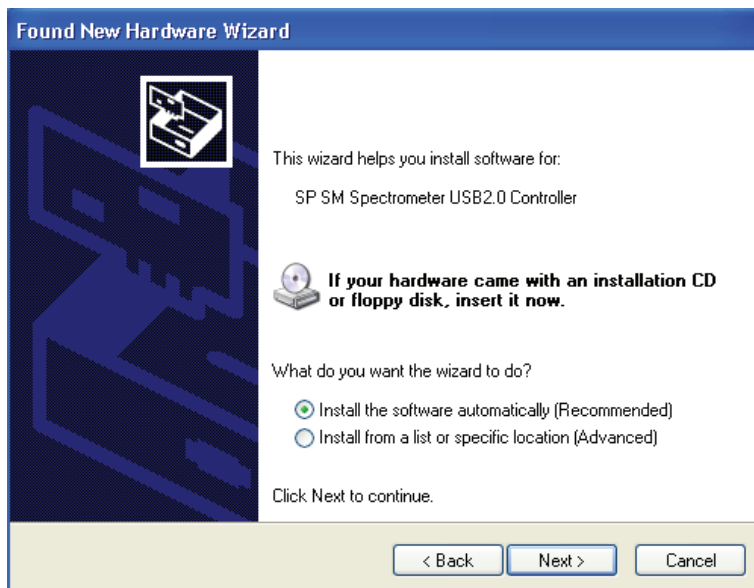 Found New Hardware Wizard
This wizard helps you install software for:
SP SM Spectrometer USB2.0 Controller
If your hardware came with an installation CD
or floppy disk, insert it now.
What do you want the wizard to do?
Install the software automatically (Recommended)
Install from a list or specific location (Advanced)
Click Next to continue.
< Back Next > Cancel